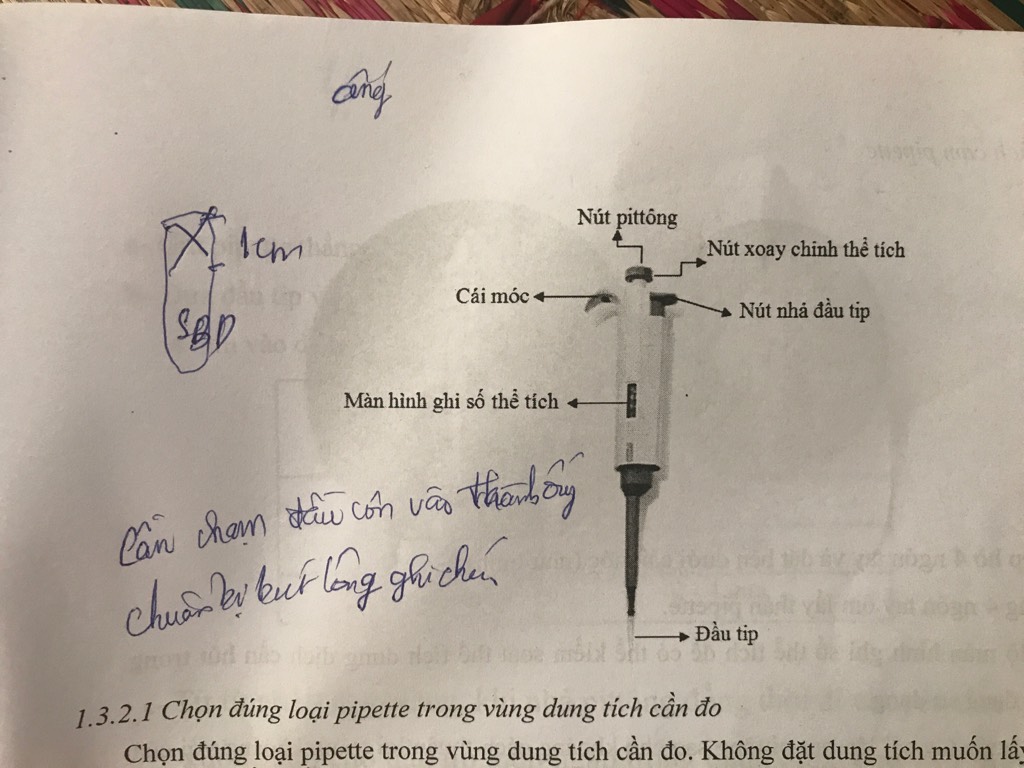 ống
1cm
SBD
Nút pittông
Nút xoay chỉnh thể tích
Cái móc
Nút nhả đầu tip
Màn hình ghi số thể tích
Cần chạm đầu côn vào thành ống
chuẩn bị bút lông ghi chú
Đầu tip
1.3.2.1 Chọn đúng loại pipette trong vùng dung tích cần đo
Chọn đúng loại pipette trong vùng dung tích cần đo. Không đặt dung tích muốn lấy